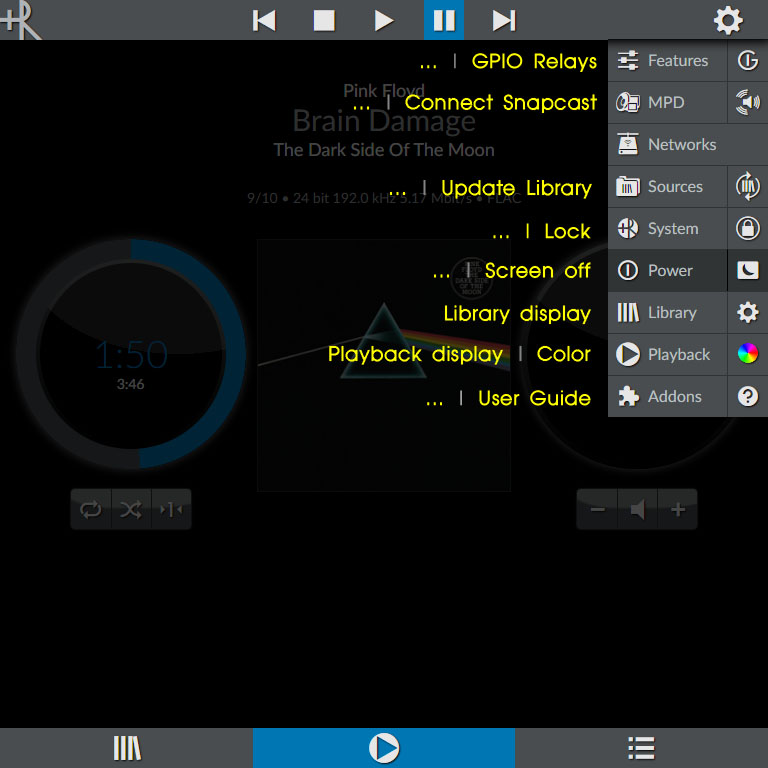 ... | GPIO Relays Features
Pink Floyd
... | Connect Snapcast MPD
Brain Damage
Networks
The Dark Side Of The Moon
... | Update Library Sources
9/10 • 24 bit 192.0 kHz 5.17 Mbit/s • FLAC
... | Lock System
... | Screen off Power
Library display Library
1:50
Playback display | Color Playback
3:46
... | User Guide Addons
1